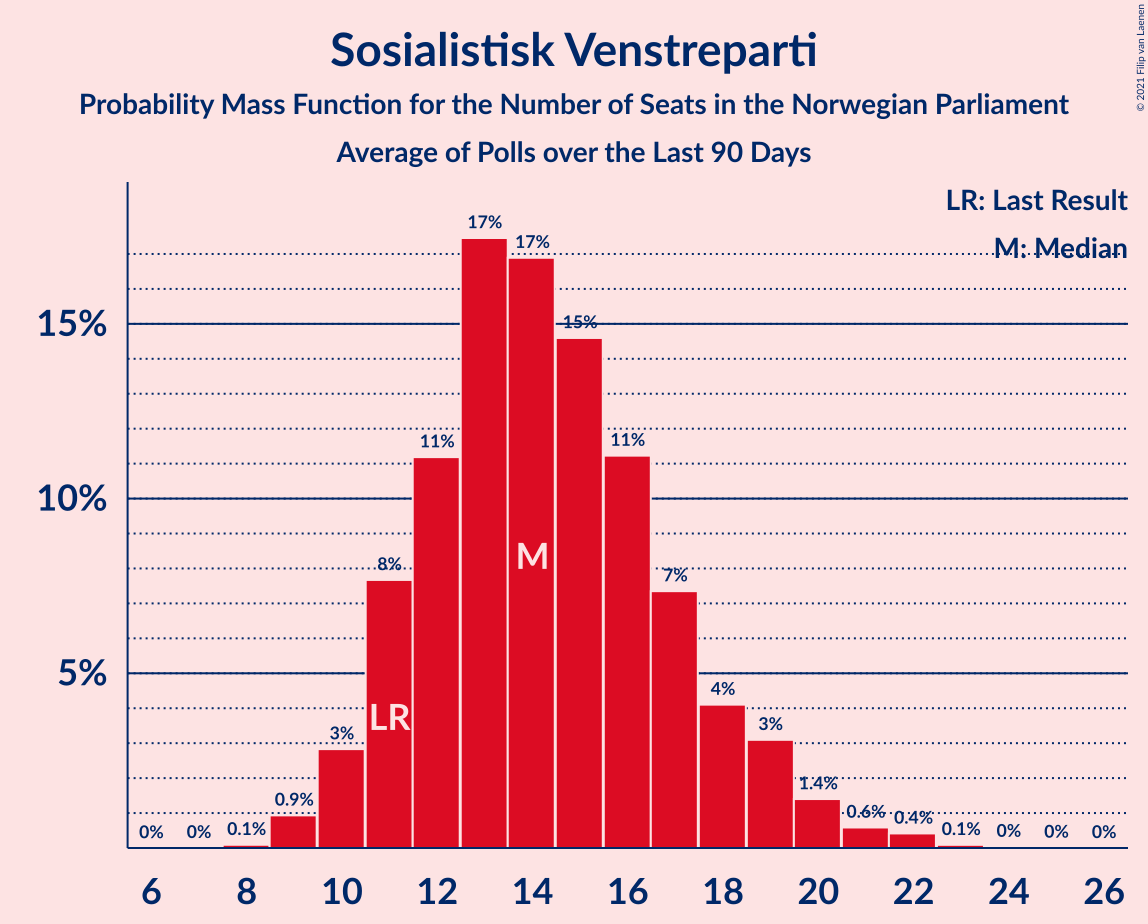 Sosialistisk Venstreparti
Probability Mass Function for the Number of Seats in the Norwegian Parliament
Average of Polls over the Last 90 Days
© 2021 Filip van Laenen
LR: Last Result
M: Median
15%
10%
5%
0%
0%
0.1%
0.9%
3%
8%
11%
17%
17%
15%
11%
7%
4%
3%
1.4%
0.6%
0.4%
0.1%
0%
0%
0%
LR
M
6 8 10 12 14 16 18 20 22 24 26